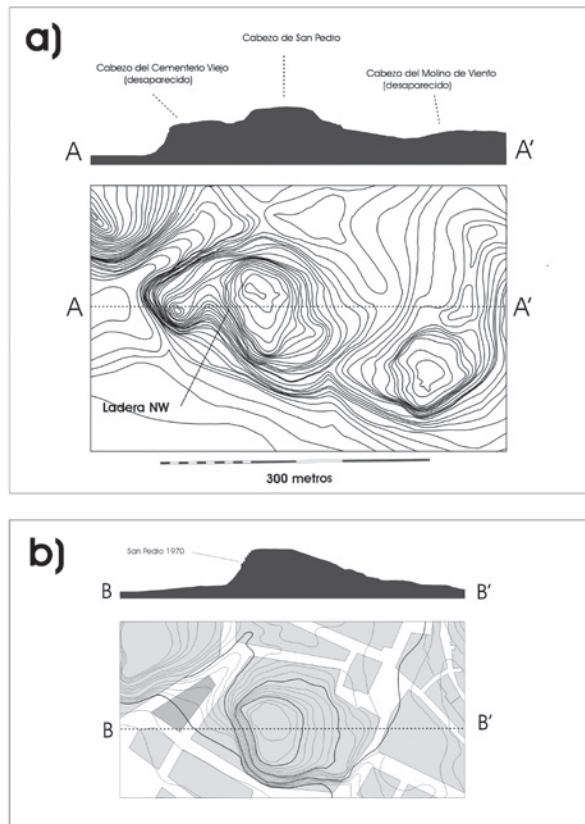 a)
Cabezo de San Pedro
Cabezo del Cementerio Viejo
(desaparecido)
Cabezo del Molino de Viento
(desaparecido)
A
A'
A
A'
Ladera NW
300 metros
b)
San Pedro 1970
B
B'
B
B'